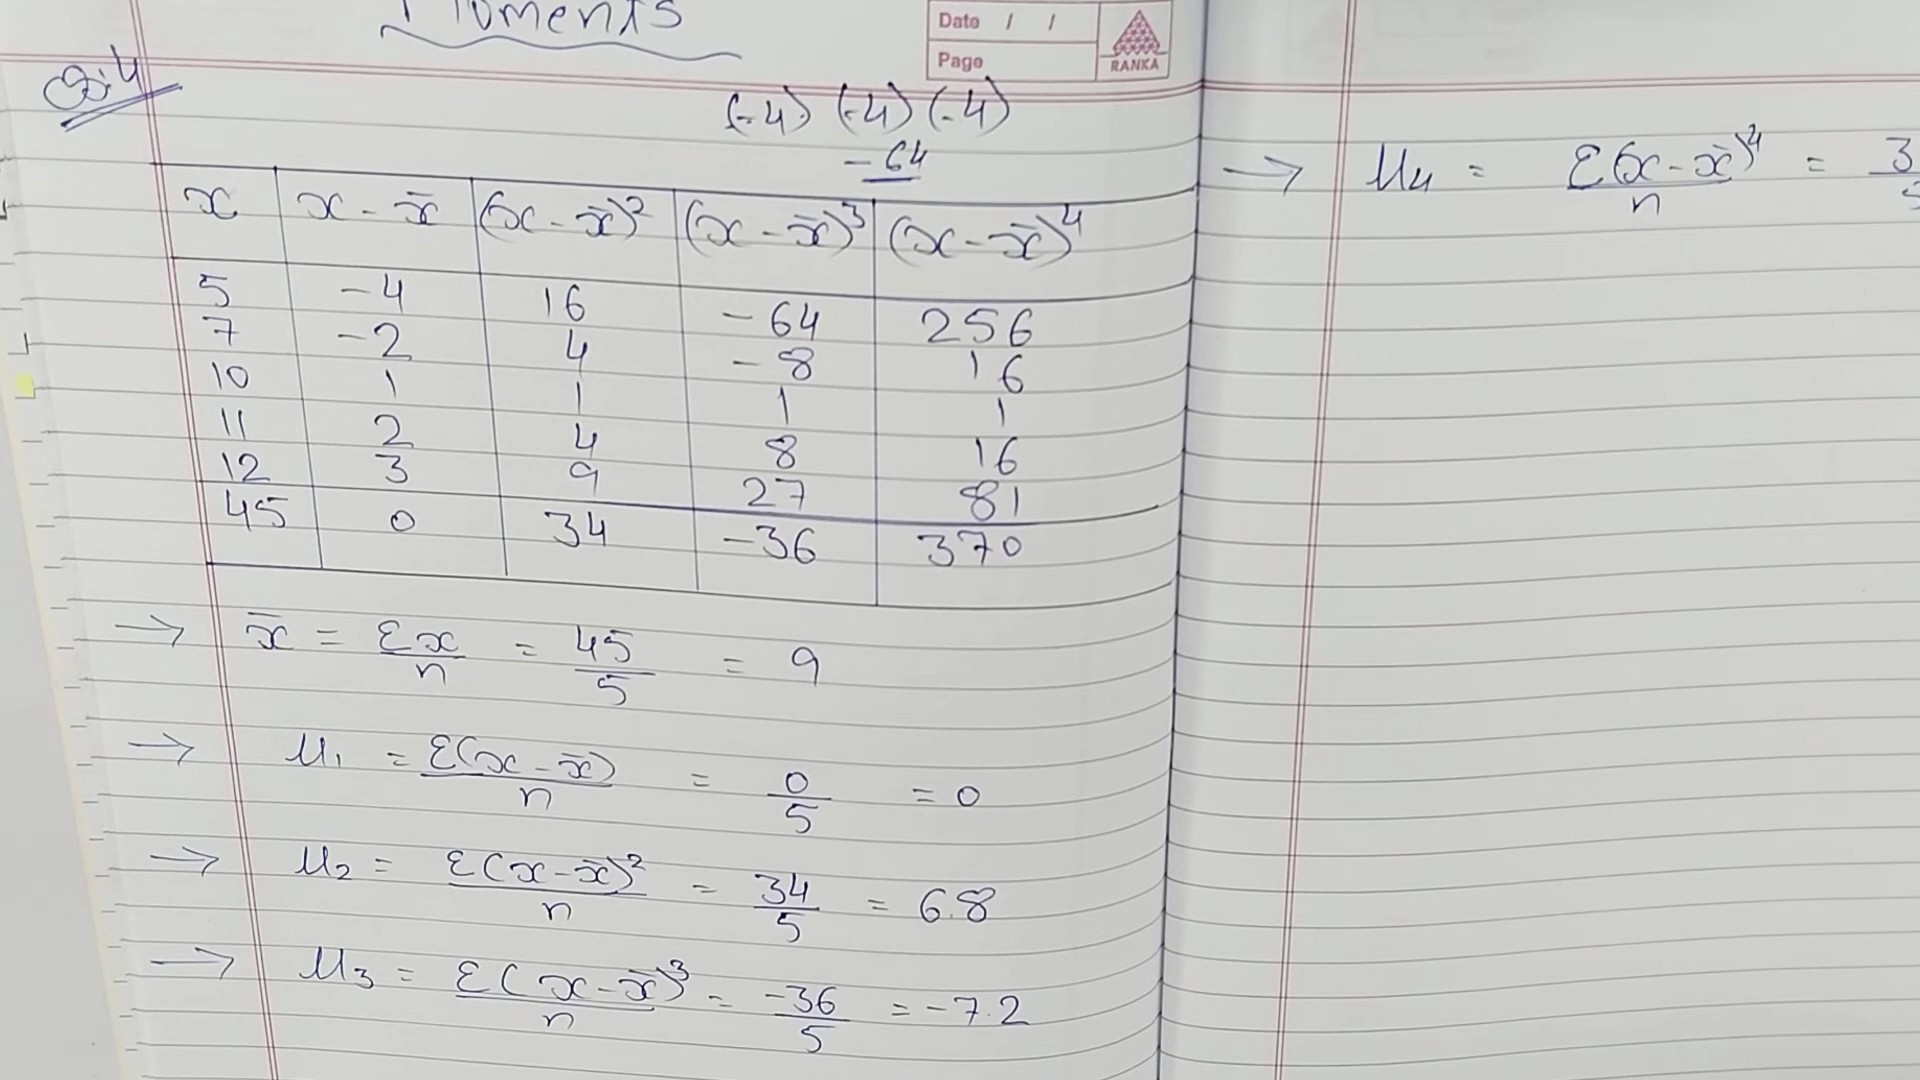 Moments
Date / /
Page
RANKA
Q:4
(-4) (-4) (-4)
-64
x x - x̄ (x - x̄)² (x - x̄)³ (x - x̄)⁴
5 -4 16 -64 256
7 -2 4 -8 16
10 1 1 1 1
11 2 4 8 16
12 3 9 27 81
45 0 34 -36 370
→ x̄ = Σx/n = 45/5 = 9
→ μ₁ = Σ(x - x̄)/n = 0/5 = 0
→ μ₂ = Σ(x - x̄)²/n = 34/5 = 6.8
→ μ₃ = Σ(x - x̄)³/n = -36/5 = -7.2
→ μ₄ = Σ(x - x̄)⁴/n = 3